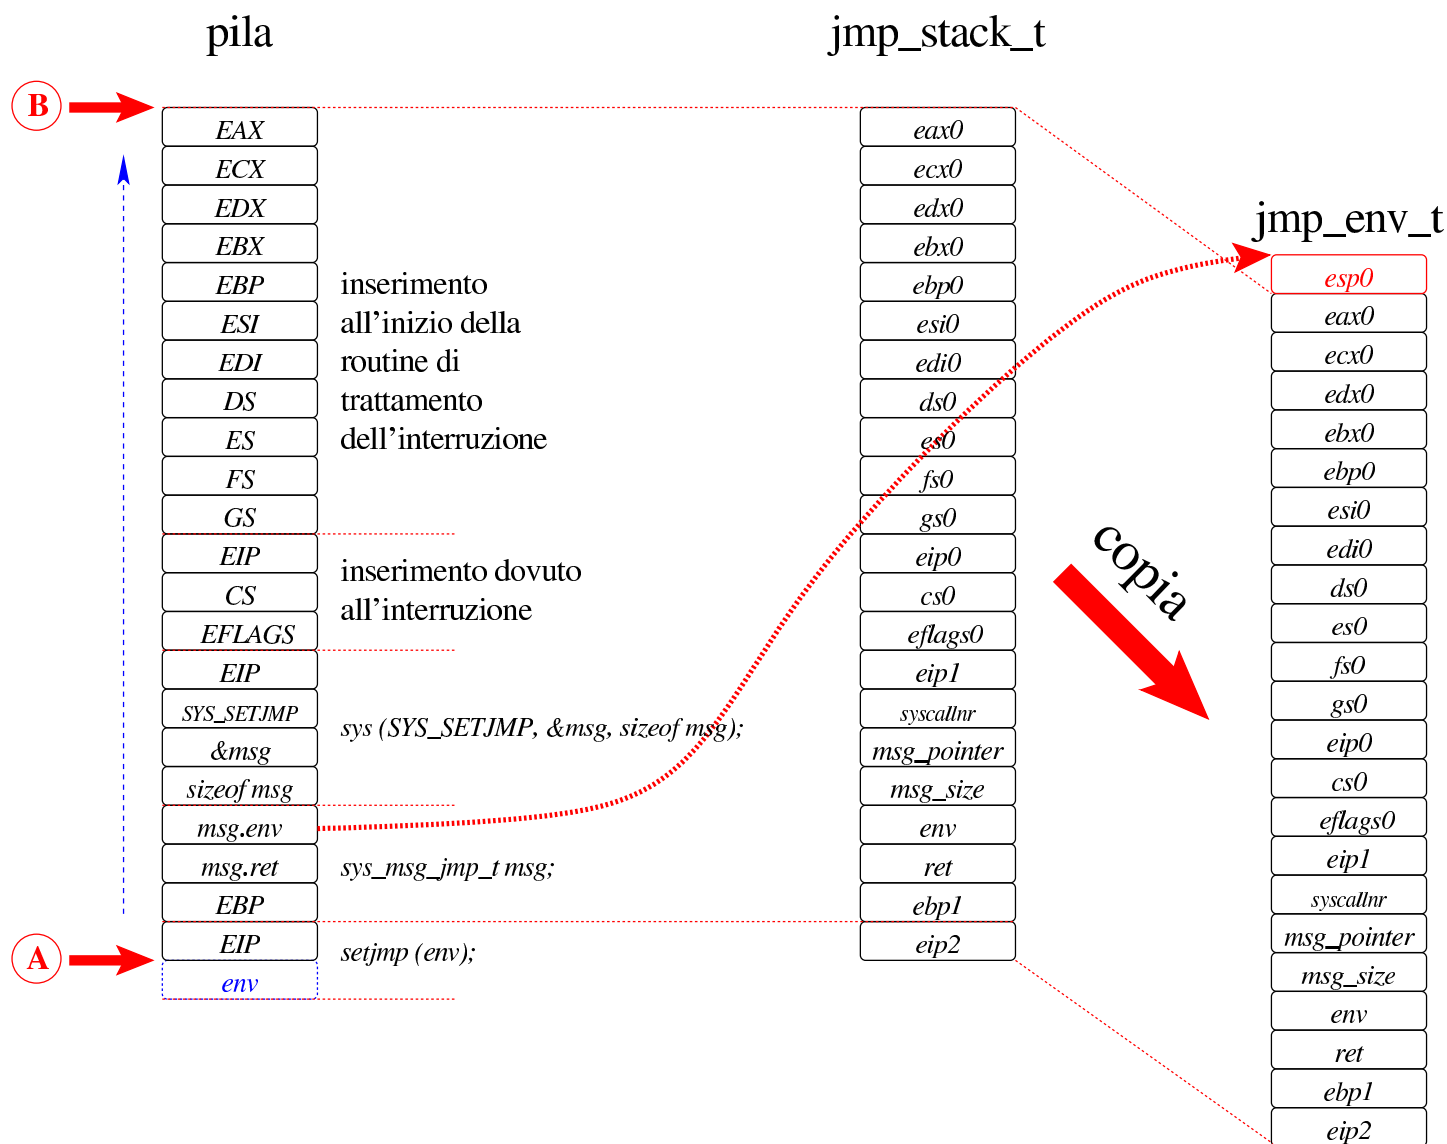 pila
jmp_stack_t
jmp_env_t
B
A
EAX
ECX
EDX
EBX
EBP
ESI
EDI
DS
ES
FS
GS
EIP
CS
EFLAGS
EIP
SYS_SETJMP
&msg
sizeof msg
msg.env
msg.ret
EBP
EIP
env
inserimento
all'inizio della
routine di
trattamento
dell'interruzione
inserimento dovuto
all'interruzione
sys (SYS_SETJMP, &msg, sizeof msg);
sys_msg_jmp_t msg;
setjmp (env);
eax0
ecx0
edx0
ebx0
ebp0
esi0
edi0
ds0
es0
fs0
gs0
eip0
cs0
eflags0
eip1
syscallnr
msg_pointer
msg_size
env
ret
ebp1
eip2
copia
esp0
eax0
ecx0
edx0
ebx0
ebp0
esi0
edi0
ds0
es0
fs0
gs0
eip0
cs0
eflags0
eip1
syscallnr
msg_pointer
msg_size
env
ret
ebp1
eip2